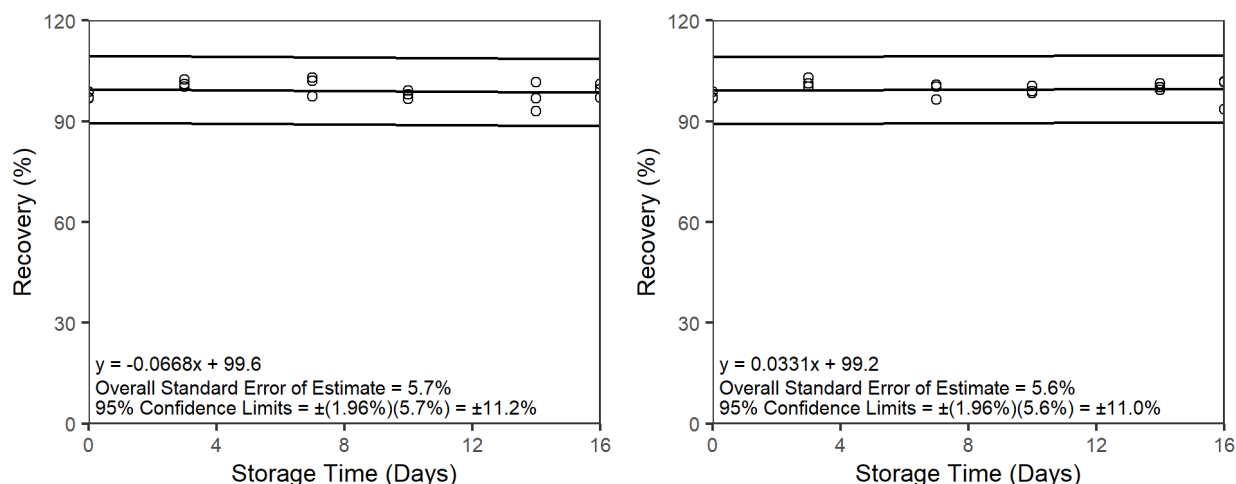 120
90
60
30
0
Recovery (%)
y = -0.0668x + 99.6
Overall Standard Error of Estimate = 5.7%
95% Confidence Limits = ±(1.96%)(5.7%) = ±11.2%
0 4 8 12 16
Storage Time (Days)
120
90
60
30
0
Recovery (%)
y = 0.0331x + 99.2
Overall Standard Error of Estimate = 5.6%
95% Confidence Limits = ±(1.96%)(5.6%) = ±11.0%
0 4 8 12 16
Storage Time (Days)